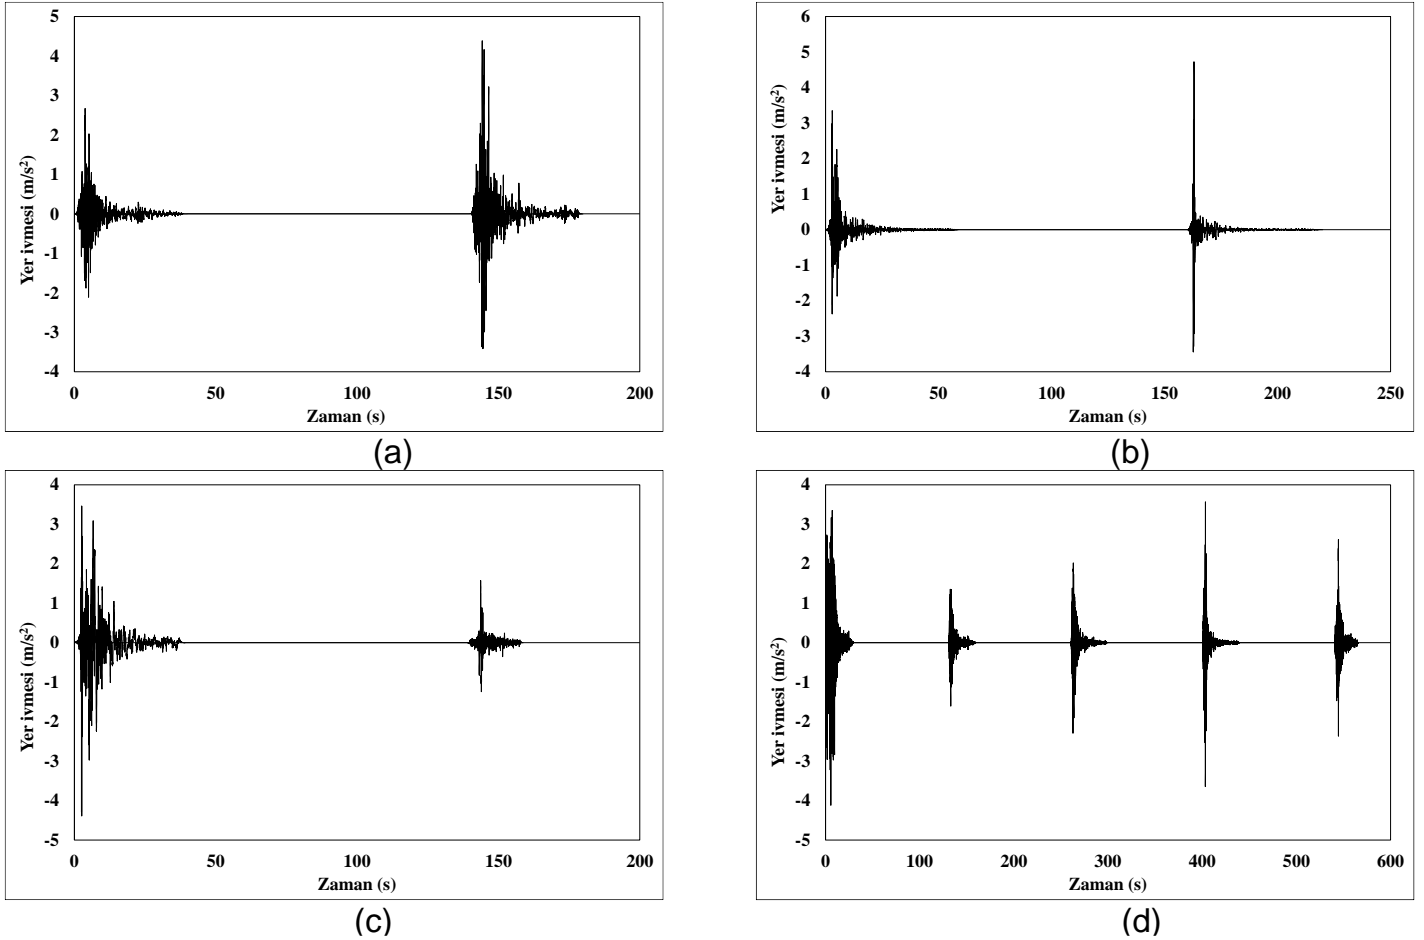 5
4
3
2
1
0
-1
-2
-3
-4
Yer ivmesi (m/s²)
0 50 100 150 200
Zaman (s)
(a)
6
5
4
3
2
1
0
-1
-2
-3
-4
Yer ivmesi (m/s²)
0 50 100 150 200 250
Zaman (s)
(b)
4
3
2
1
0
-1
-2
-3
-4
-5
Yer ivmesi (m/s²)
0 50 100 150 200
Zaman (s)
(c)
4
3
2
1
0
-1
-2
-3
-4
-5
Yer ivmesi (m/s²)
0 100 200 300 400 500 600
Zaman (s)
(d)